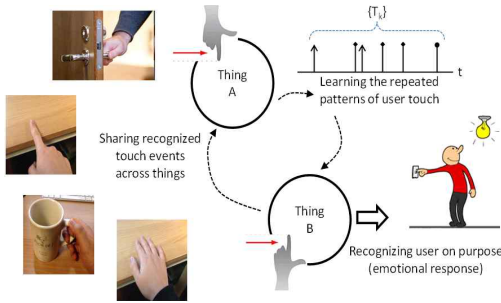 {Tₖ}
Thing
A
t
Learning the repeated
patterns of user touch
Sharing recognized
touch events
across things
Thing
B
Recognizing user on purpose
(emotional response)